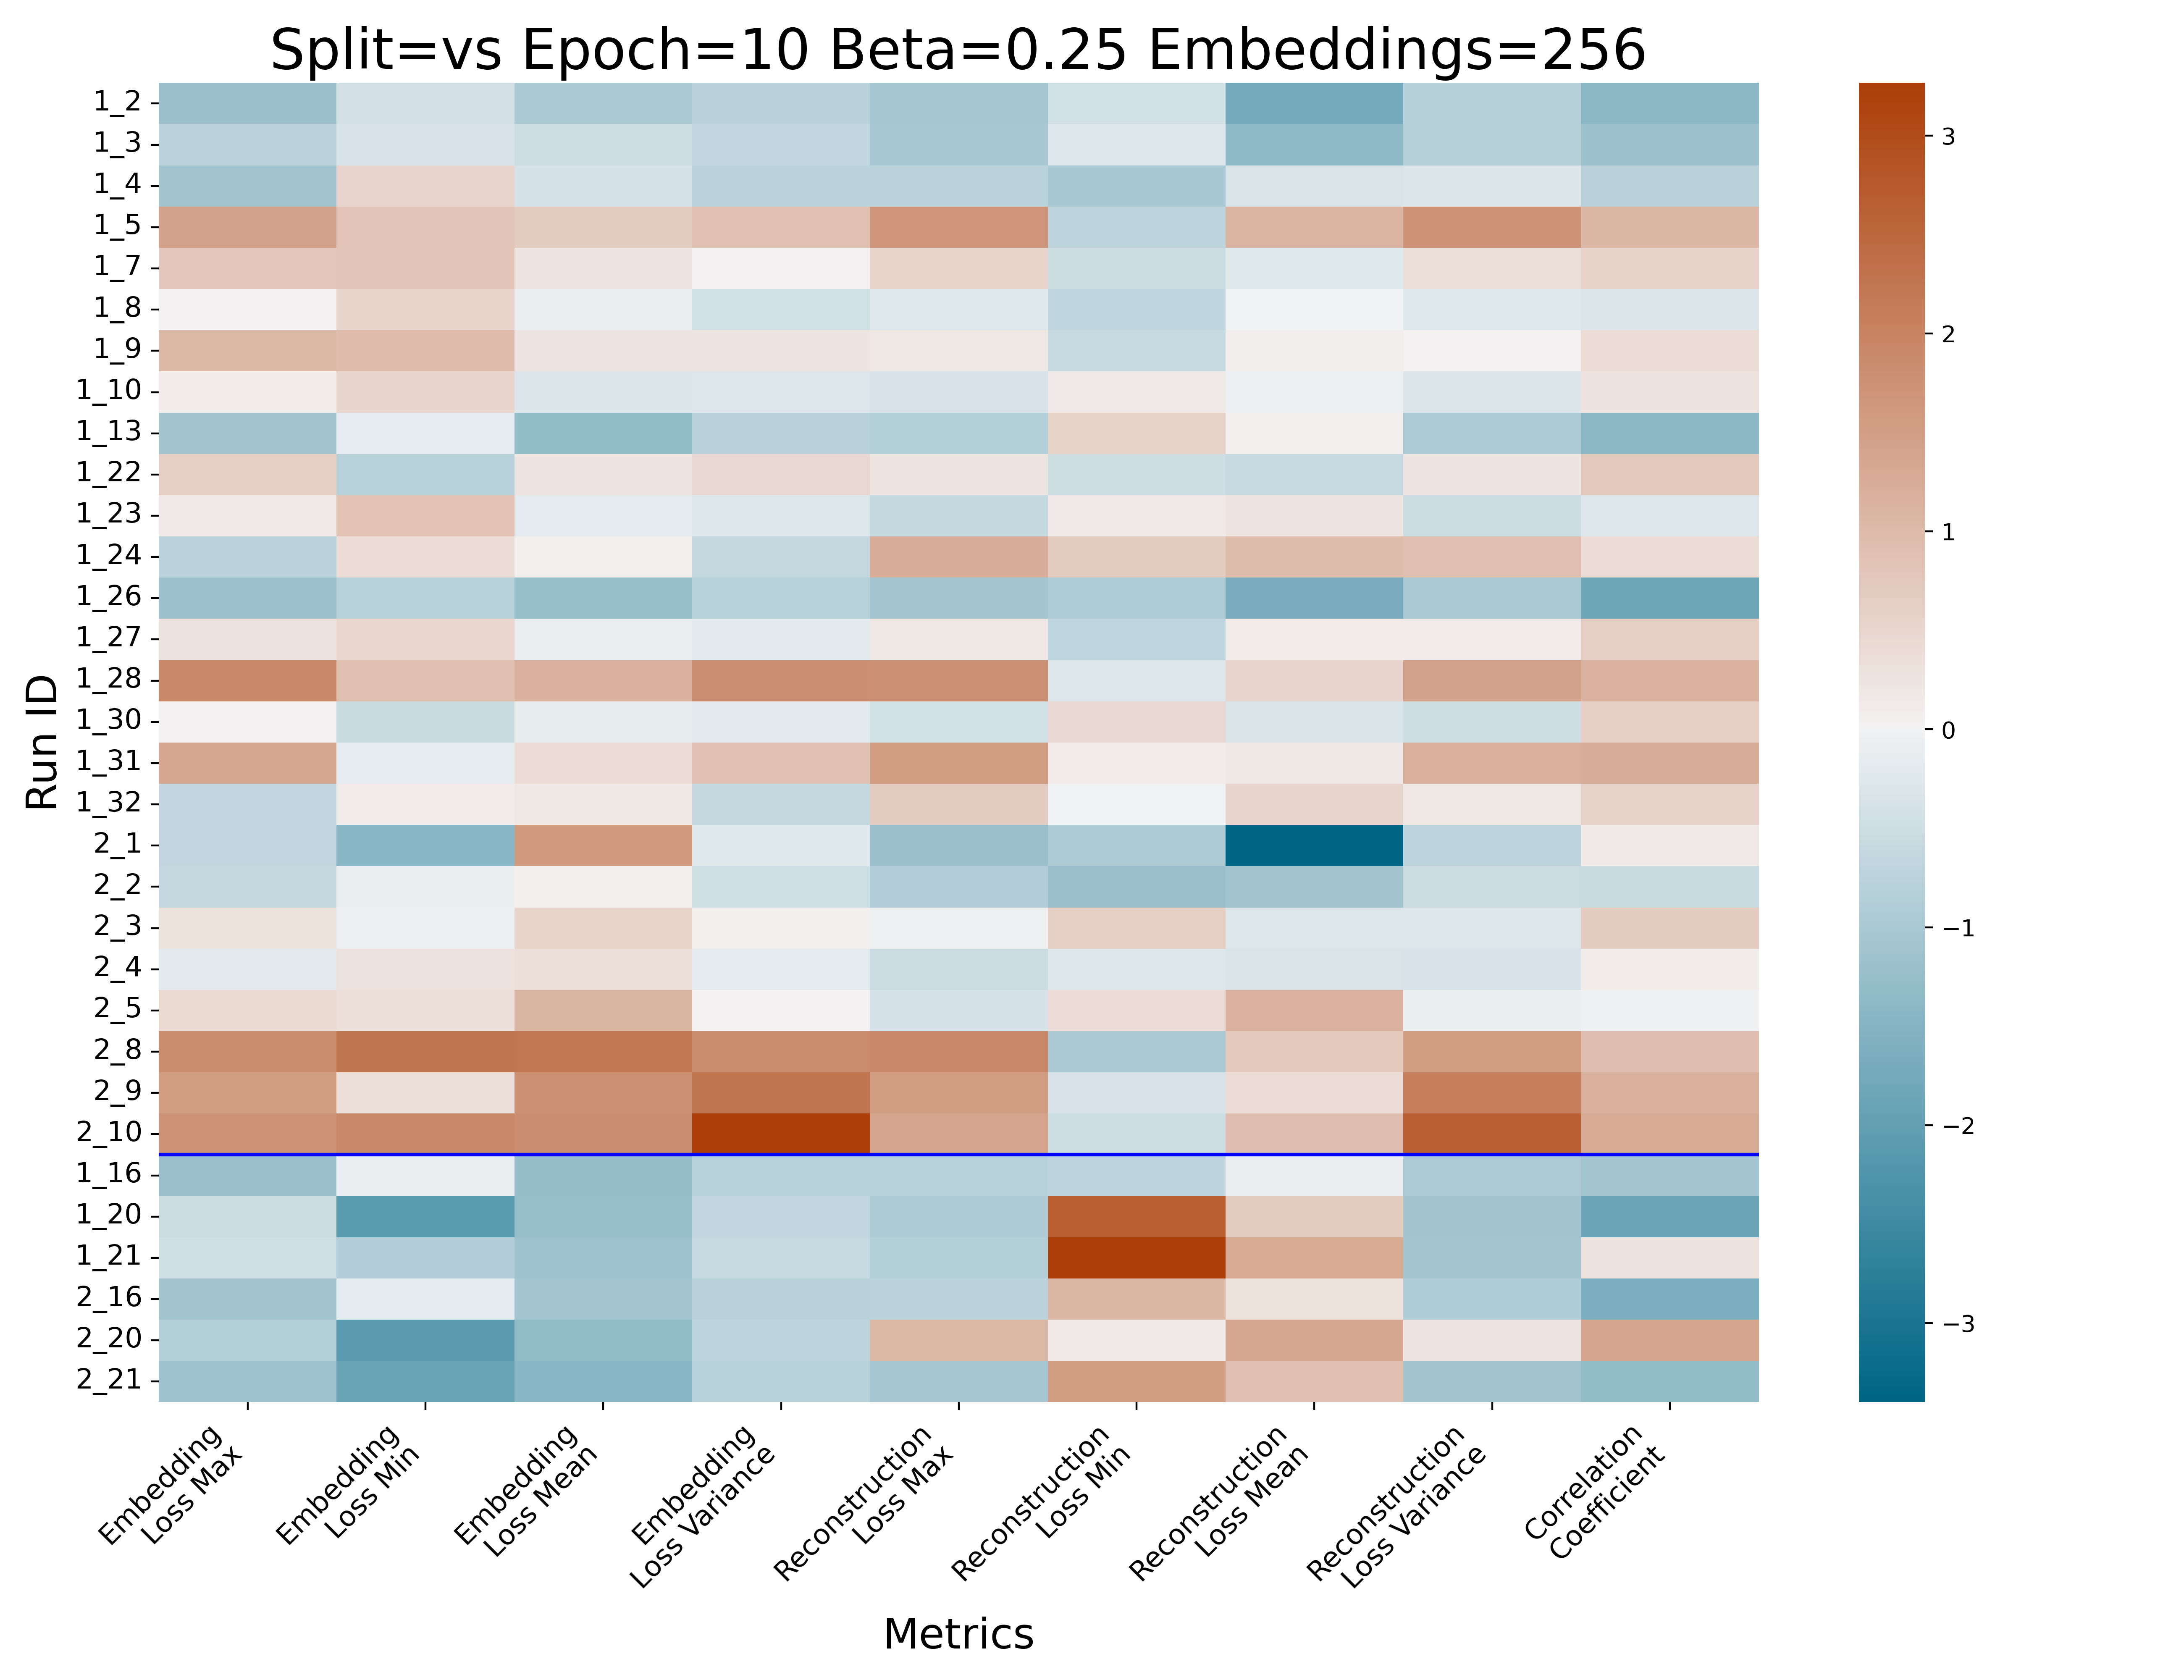 Split=vs Epoch=10 Beta=0.25 Embeddings=256
Run ID
1_2
1_3
1_4
1_5
1_7
1_8
1_9
1_10
1_13
1_22
1_23
1_24
1_26
1_27
1_28
1_30
1_31
1_32
2_1
2_2
2_3
2_4
2_5
2_8
2_9
2_10
1_16
1_20
1_21
2_16
2_20
2_21
3
2
1
0
−1
−2
−3
Embedding
Loss Max
Embedding
Loss Min
Embedding
Loss Mean
Embedding
Loss Variance
Reconstruction
Loss Max
Reconstruction
Loss Min
Reconstruction
Loss Mean
Reconstruction
Loss Variance
Correlation
Coefficient
Metrics